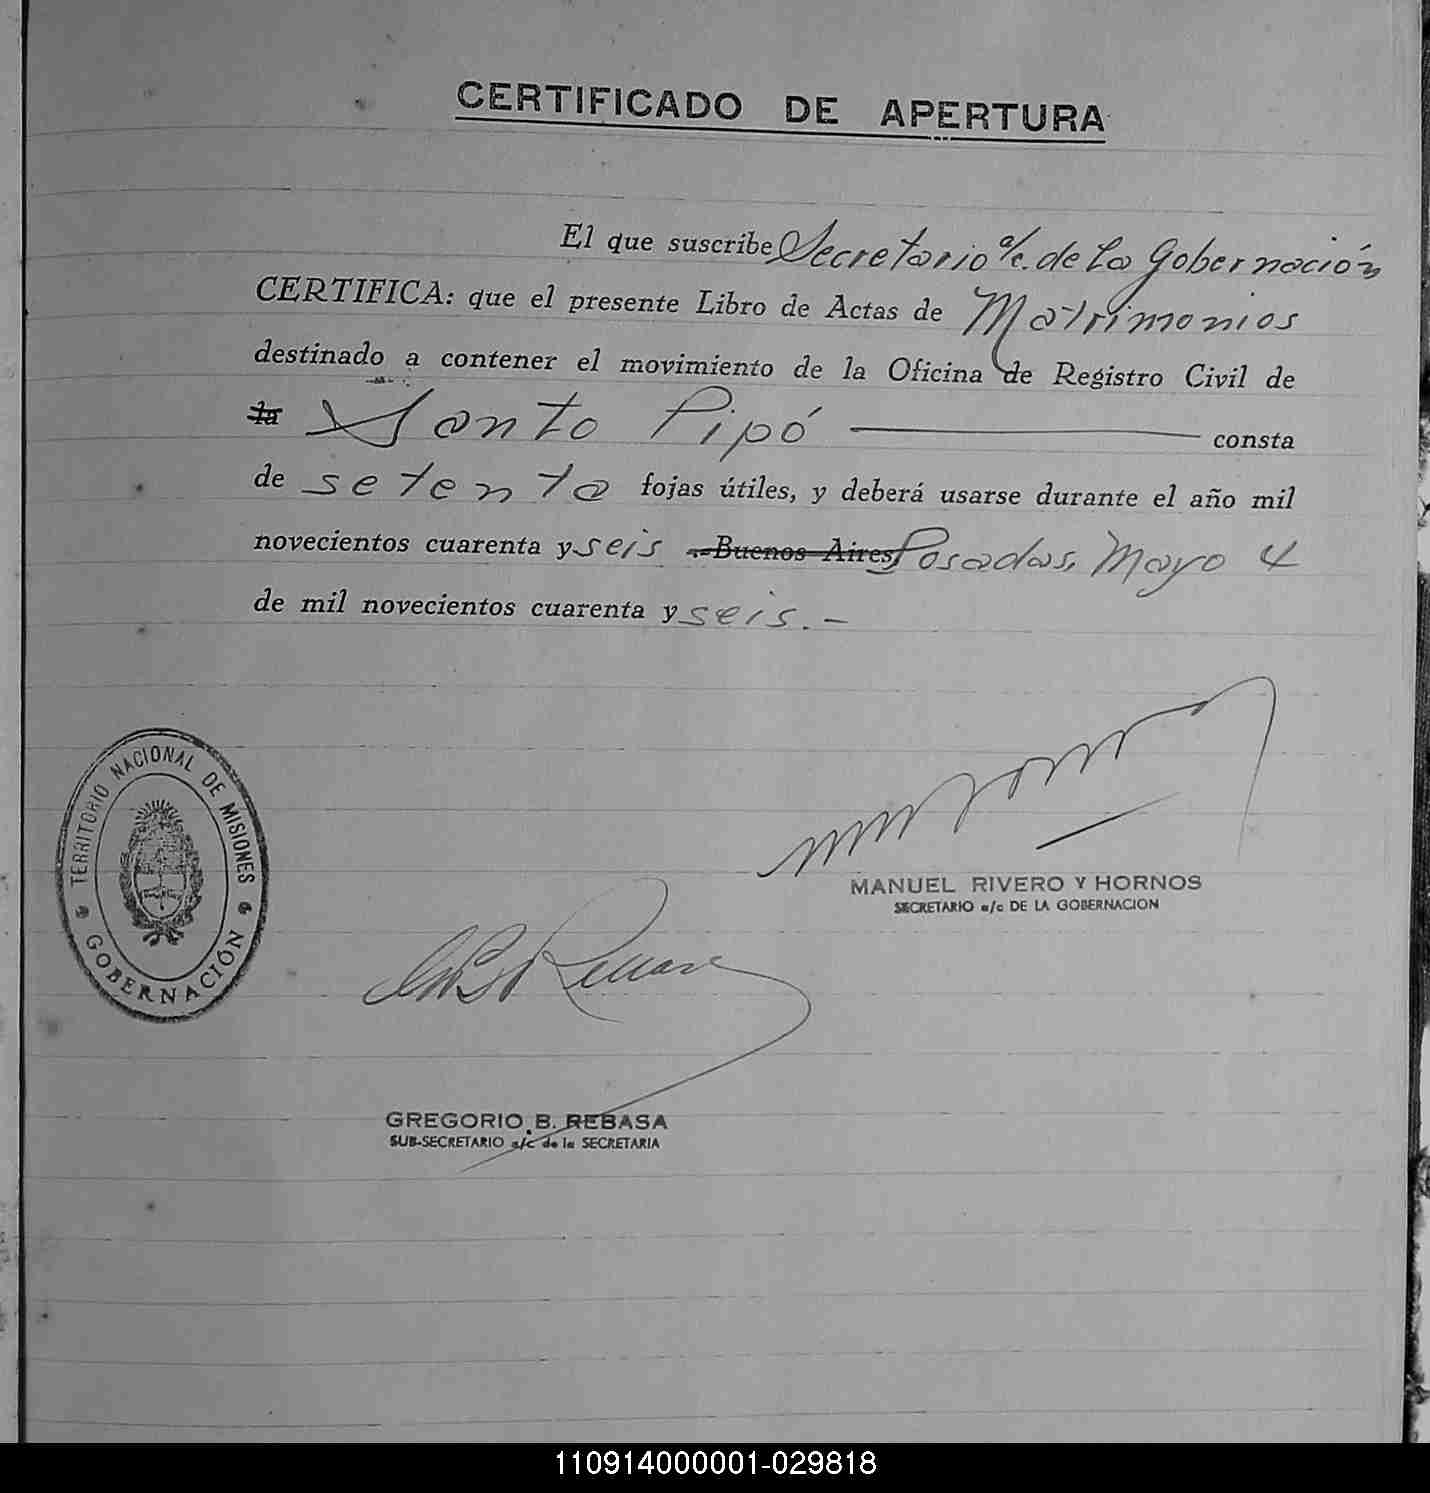 CERTIFICADO DE APERTURA
El que suscribe Secretario a/c. de la Gobernación
CERTIFICA: que el presente Libro de Actas de Matrimonios
destinado a contener el movimiento de la Oficina de Registro Civil de
la Santo Pipó consta
de setenta fojas útiles, y deberá usarse durante el año mil
novecientos cuarenta y seis .-Buenos Aires, Posadas, Mayo 4
de mil novecientos cuarenta y seis.-
TERRITORIO NACIONAL DE MISIONES
GOBERNACIÓN
MANUEL RIVERO Y HORNOS
SECRETARIO a/c DE LA GOBERNACION
GREGORIO B. REBASA
SUB-SECRETARIO a/c de la SECRETARIA
110914000001-029818